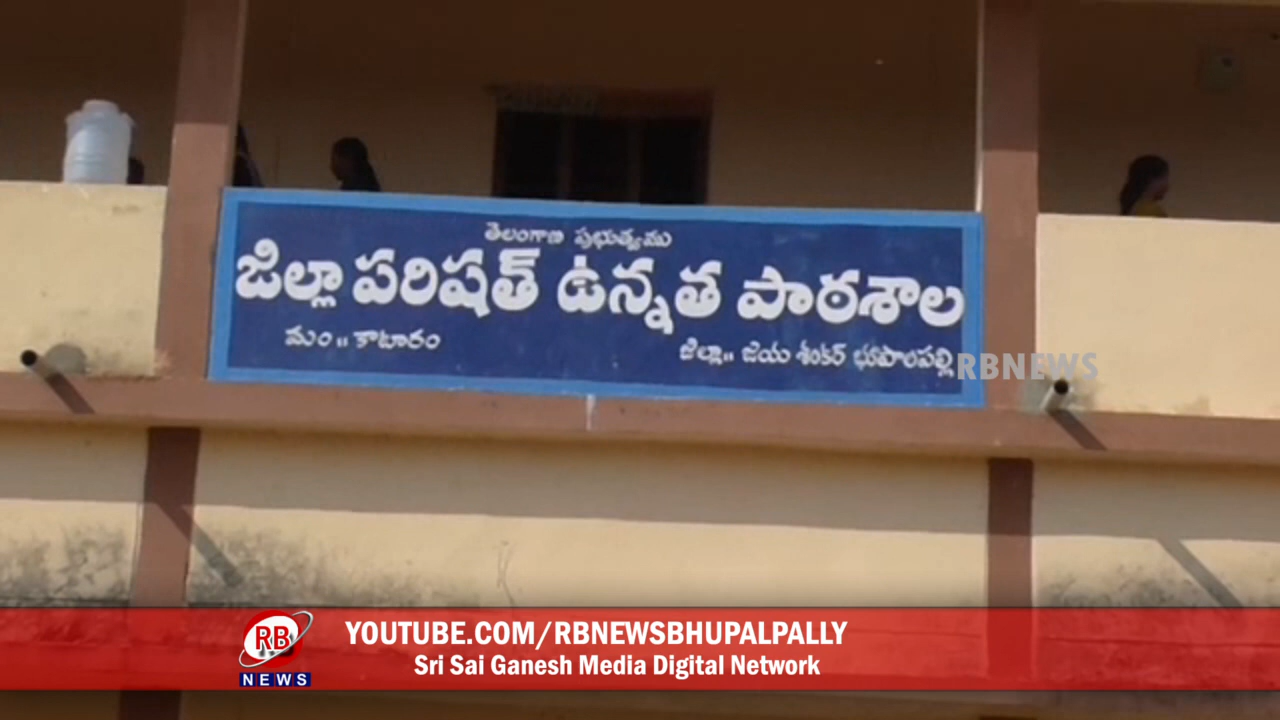 తెలంగాణ ప్రభుత్వము
జిల్లా పరిషత్ ఉన్నత పాఠశాల
మం॥ కాటారం
జిల్లా॥ జయ శంకర్ భూపాలపల్లి
RBNEWS
RB
NEWS
YOUTUBE.COM/RBNEWSBHUPALPALLY
Sri Sai Ganesh Media Digital Network